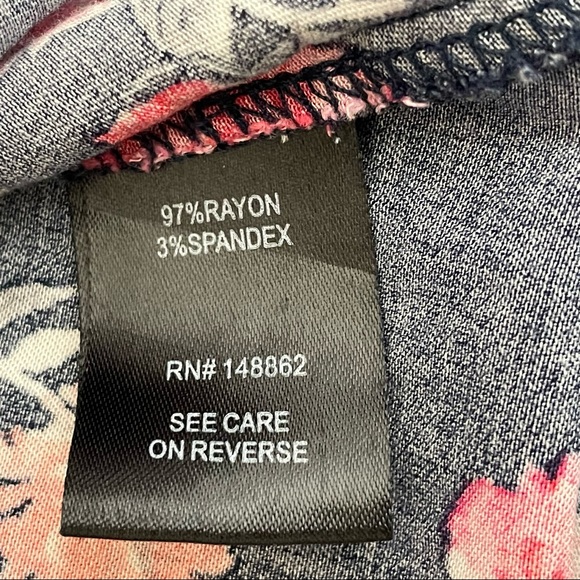 97%RAYON
3%SPANDEX
RN# 148862
SEE CARE
ON REVERSE